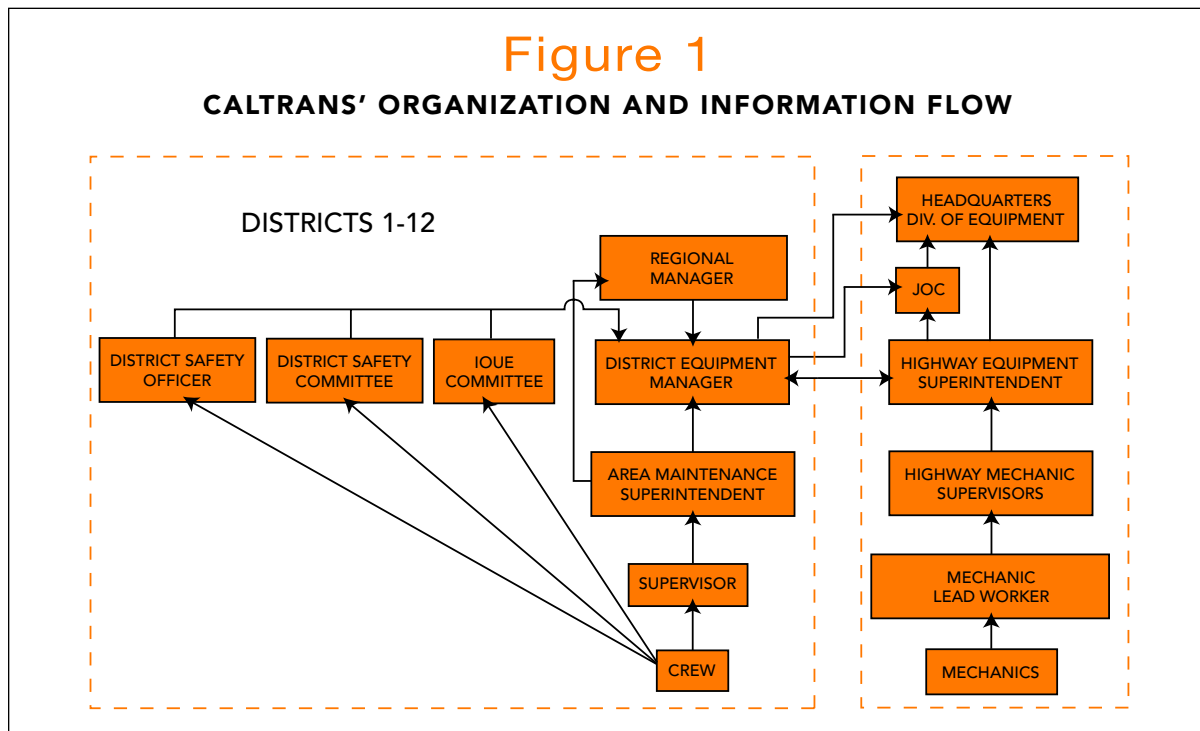 Figure 1
CALTRANS' ORGANIZATION AND INFORMATION FLOW
DISTRICTS 1-12
HEADQUARTERS
DIV. OF EQUIPMENT
REGIONAL
MANAGER
JOC
DISTRICT SAFETY
OFFICER
DISTRICT SAFETY
COMMITTEE
IOUE
COMMITTEE
DISTRICT EQUIPMENT
MANAGER
HIGHWAY EQUIPMENT
SUPERINTENDENT
AREA MAINTENANCE
SUPERINTENDENT
HIGHWAY MECHANIC
SUPERVISORS
SUPERVISOR
MECHANIC
LEAD WORKER
CREW
MECHANICS